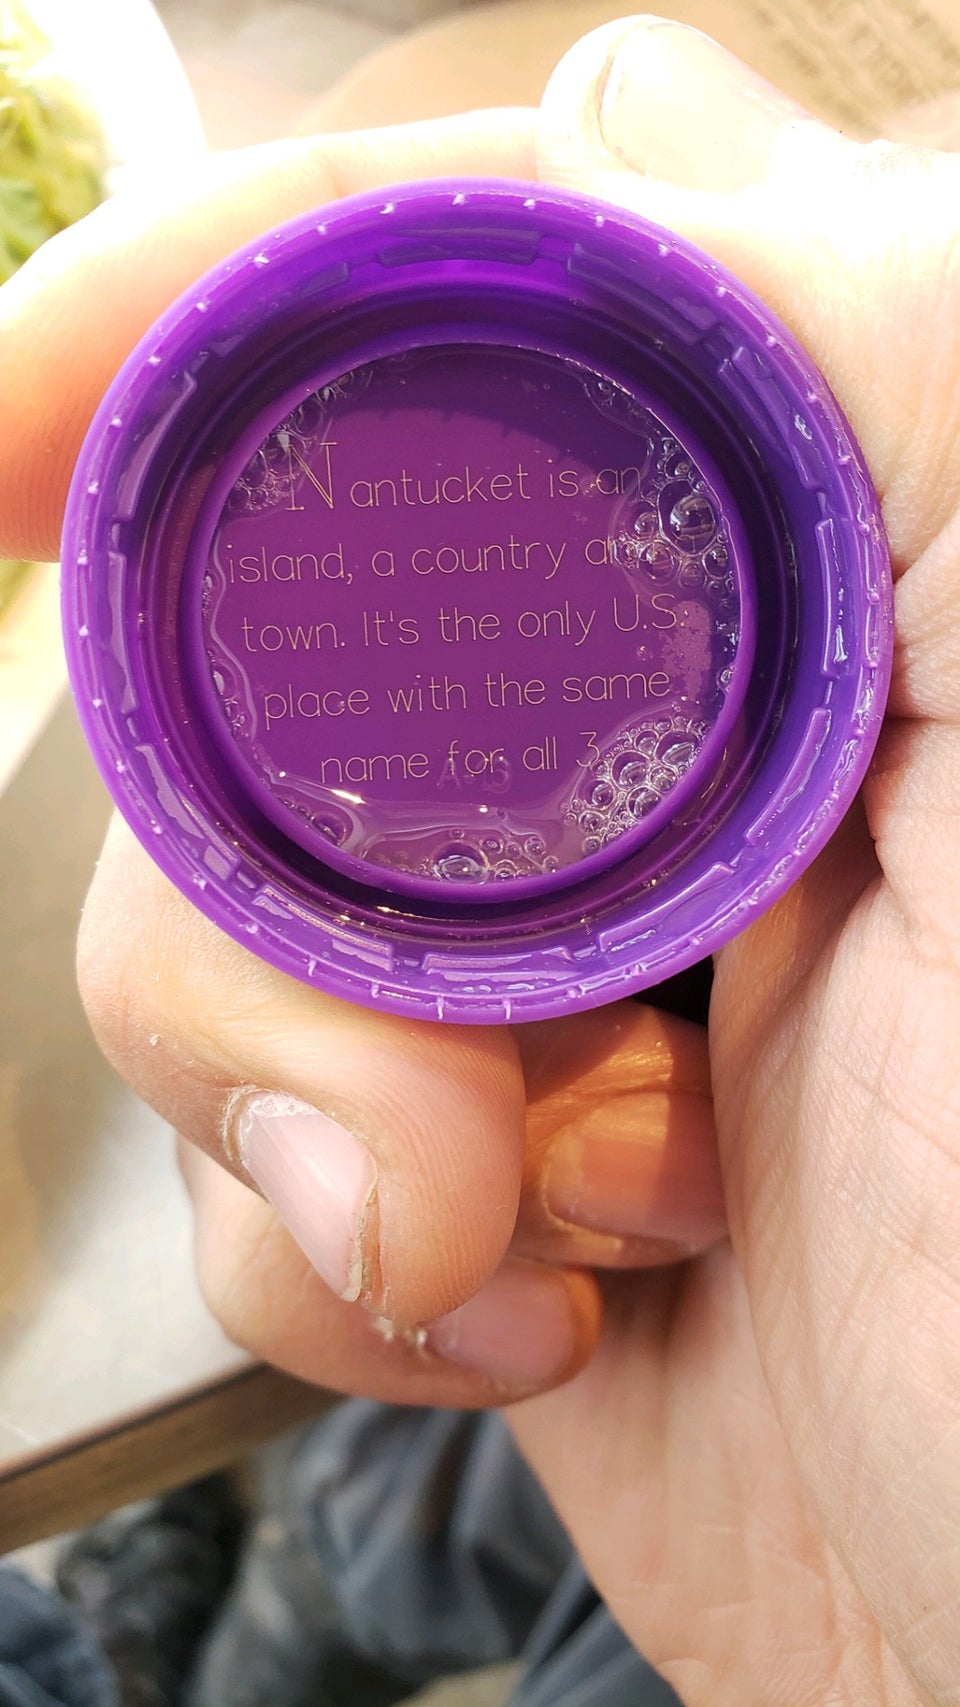 Nantucket is an
island, a country
town. It's the only U.S.
place with the same
name for all 3